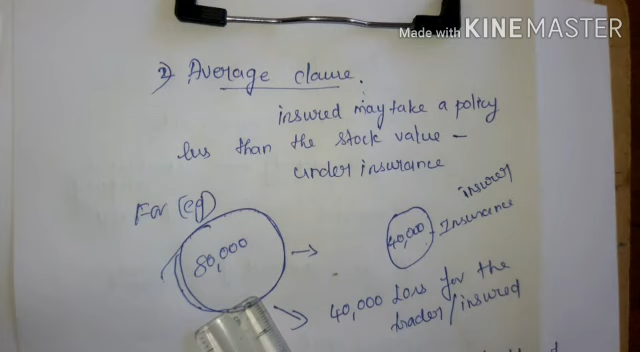 Made with KINEMASTER
2) Average clause.
insured may take a policy
less than the stock value –
under insurance
For (eg)
80,000 → 40,000 - Insurance insurer
40,000 Loss for the
trader/insured